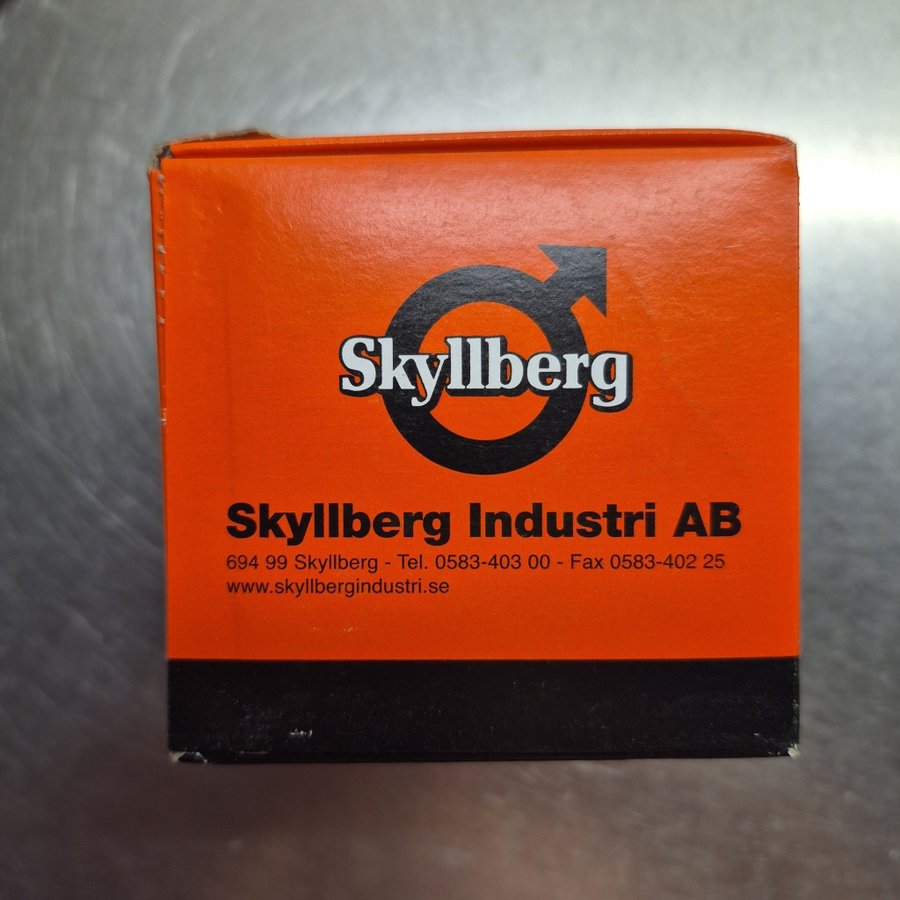 Skyllberg
Skyllberg Industri AB
694 99 Skyllberg - Tel. 0583-403 00 - Fax 0583-402 25
www.skyllbergindustri.se